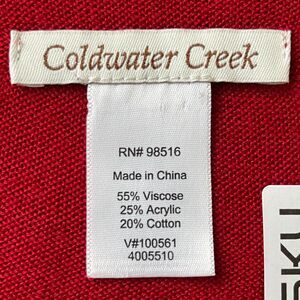 Coldwater Creek
RN# 98516
Made in China
55% Viscose
25% Acrylic
20% Cotton
V#100561
4005510
SKU